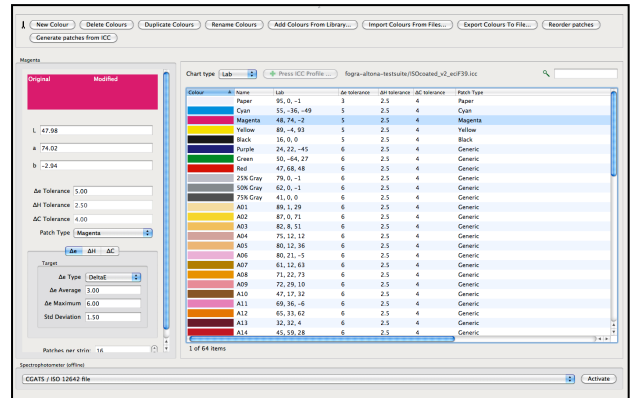 New Colour Delete Colours Duplicate Colours Rename Colours Add Colours From Library... Import Colours From Files... Export Colours To File... Reorder patches
Generate patches from ICC
Magenta
Original Modified
L 47.98
a 74.02
b -2.94
Δe Tolerance 5.00
ΔH Tolerance 2.50
ΔC Tolerance 4.00
Patch Type Magenta
Δe ΔH ΔC
Target
Δe Type DeltaE
Δe Average 3.00
Δe Maximum 6.00
Std Deviation 1.50
Patches per strip: 16
Chart type Lab Press ICC Profile ... fogra-altona-testsuite/ISOcoated_v2_eciF39.icc
Colour Name Lab Δe tolerance ΔH tolerance ΔC tolerance Patch Type
Paper 95, 0, -1 3 2.5 4 Paper
Cyan 55, -36, -49 5 2.5 4 Cyan
Magenta 48, 74, -2 5 2.5 4 Magenta
Yellow 89, -4, 93 5 2.5 4 Yellow
Black 16, 0, 0 5 2.5 4 Black
Purple 24, 22, -45 6 2.5 4 Generic
Green 50, -64, 27 6 2.5 4 Generic
Red 47, 68, 48 6 2.5 4 Generic
25% Gray 79, 0, -1 6 2.5 4 Generic
50% Gray 62, 0, -1 6 2.5 4 Generic
75% Gray 41, 0, 0 6 2.5 4 Generic
A01 89, 1, 29 6 2.5 4 Generic
A02 87, 0, 71 6 2.5 4 Generic
A03 82, 8, 51 6 2.5 4 Generic
A04 75, 12, 12 6 2.5 4 Generic
A05 80, 12, 36 6 2.5 4 Generic
A06 80, 21, -5 6 2.5 4 Generic
A07 61, 12, 63 6 2.5 4 Generic
A08 71, 22, 73 6 2.5 4 Generic
A09 72, 29, 10 6 2.5 4 Generic
A10 47, 17, 32 6 2.5 4 Generic
A11 69, 36, -6 6 2.5 4 Generic
A12 65, 33, 62 6 2.5 4 Generic
A13 32, 32, 4 6 2.5 4 Generic
A14 45, 59, 28 6 2.5 4 Generic
1 of 64 items
Spectrophotometer (offline)
CGATS / ISO 12642 file Activate